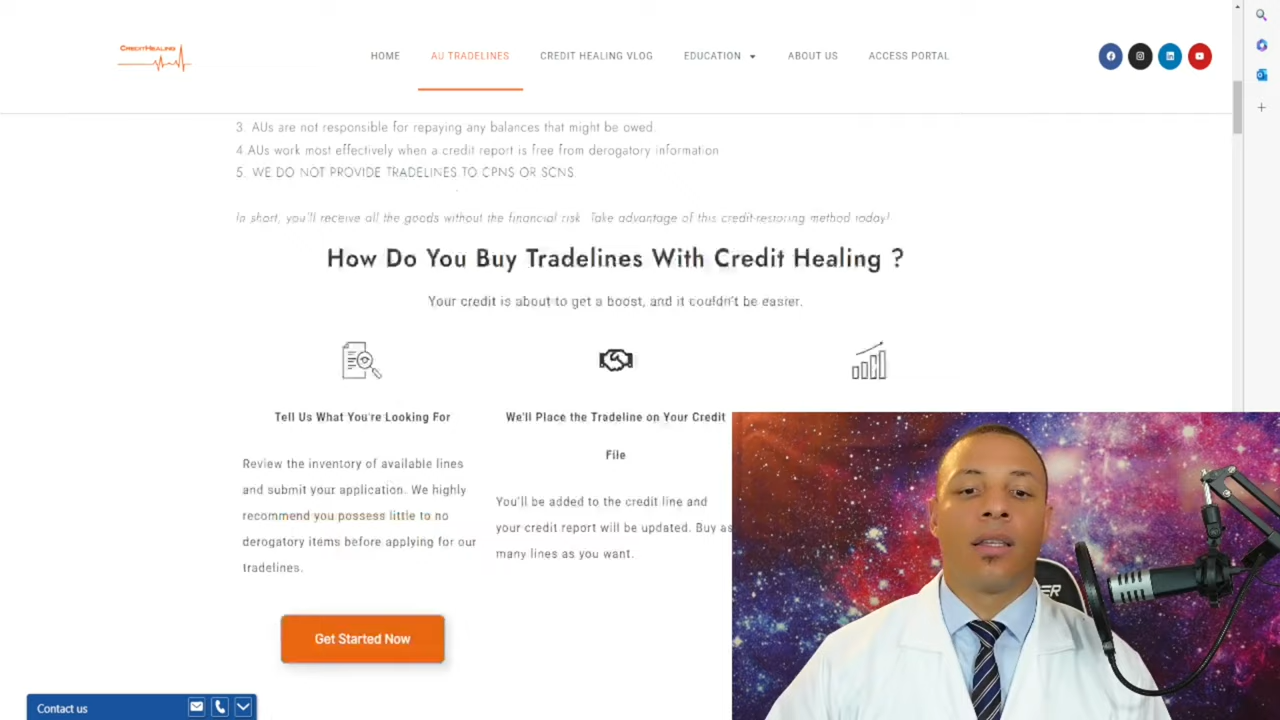 CREDITHEALING
HOME
AU TRADELINES
CREDIT HEALING VLOG
EDUCATION
ABOUT US
ACCESS PORTAL
3. AUs are not responsible for repaying any balances that might be owed.
4 AUs work most effectively when a credit report is free from derogatory information
5. WE DO NOT PROVIDE TRADELINES TO CPNS OR SCNS
In short, you'll receive all the goods without the financial risk. Take advantage of this credit-restoring method today!
How Do You Buy Tradelines With Credit Healing ?
Your credit is about to get a boost, and it couldn't be easier.
Tell Us What You're Looking For
Review the inventory of available lines
and submit your application. We highly
recommend you possess little to no
derogatory items before applying for our
tradelines.
Get Started Now
We'll Place the Tradeline on Your Credit
File
You'll be added to the credit line and
your credit report will be updated. Buy as
many lines as you want.
ER
Contact us